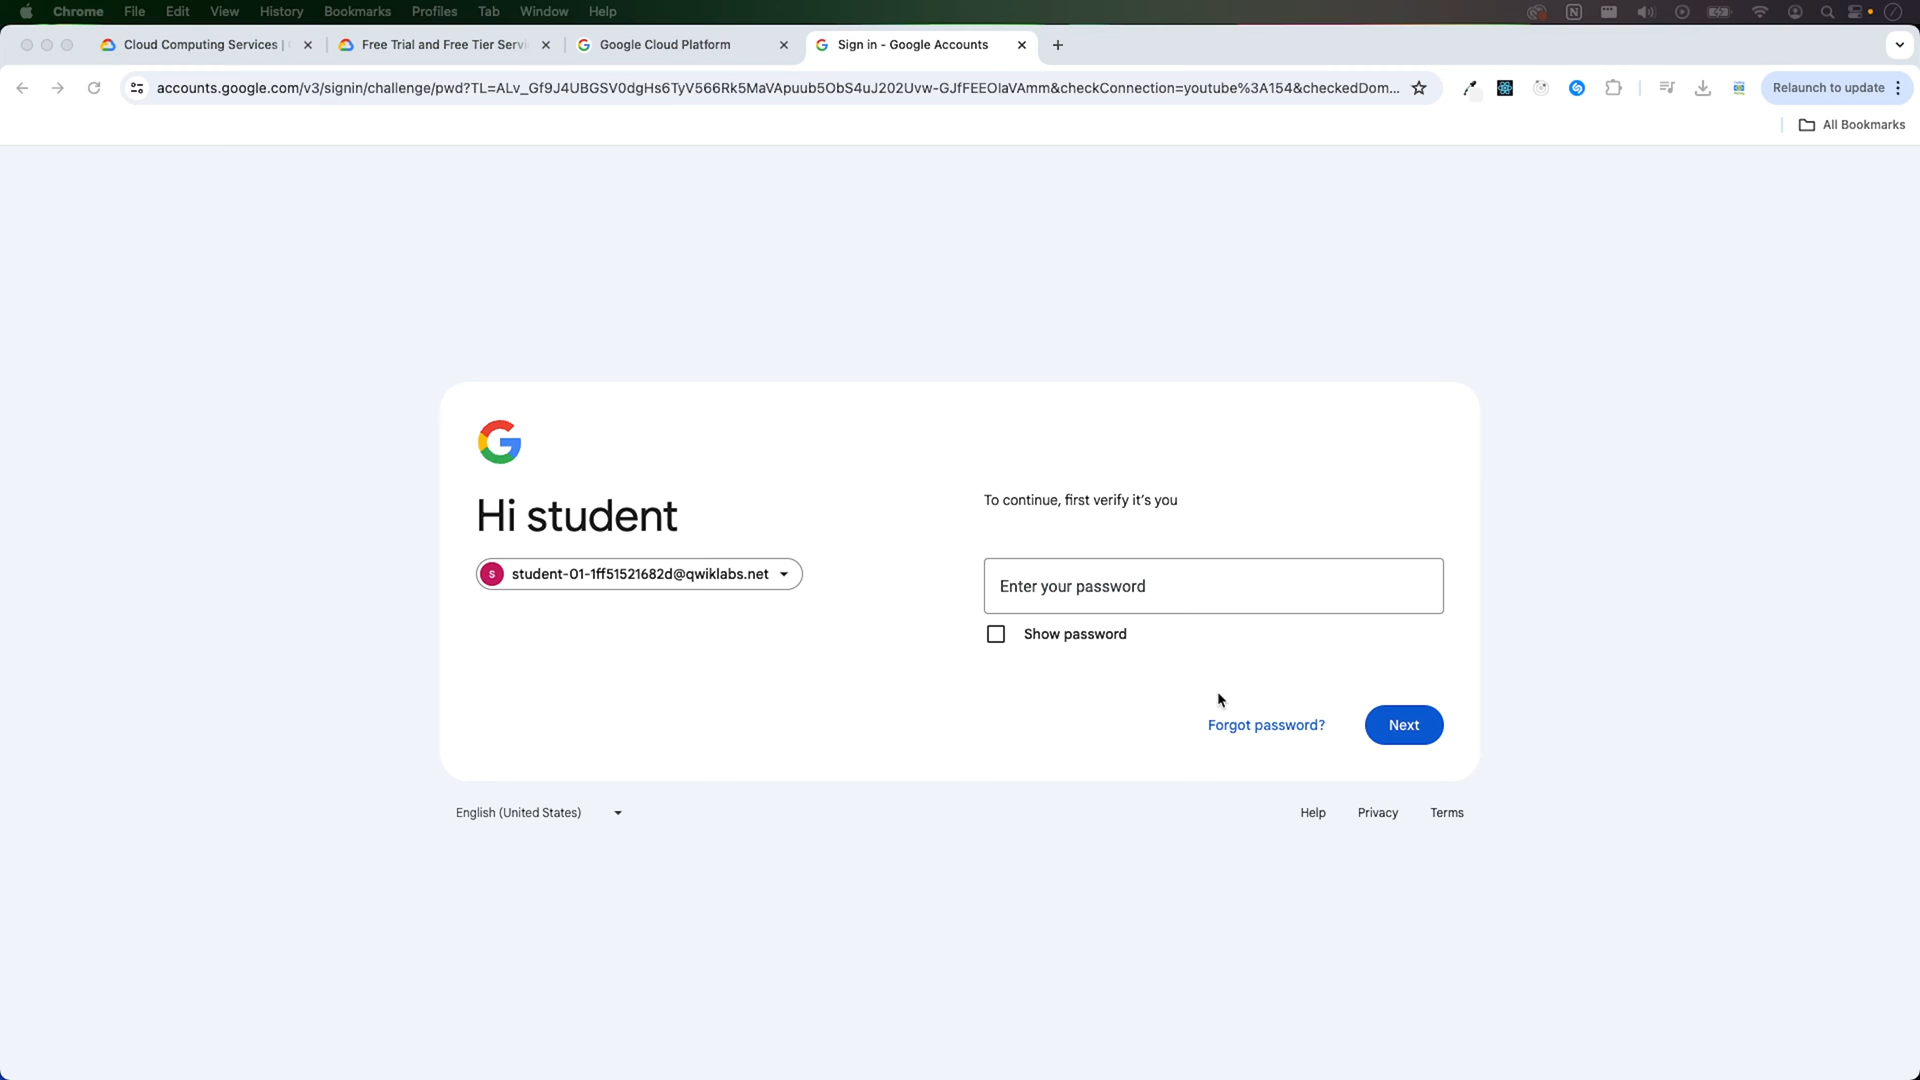 Chrome File Edit View History Bookmarks Profiles Tab Window Help
Cloud Computing Services | Free Trial and Free Tier Servi Google Cloud Platform Sign in - Google Accounts
accounts.google.com/v3/signin/challenge/pwd?TL=ALv_Gf9J4UBGSV0dgHs6TyV566Rk5MaVApuub5ObS4uJ202Uvw-GJfFEEOlaVAmm&checkConnection=youtube%3A154&checkedDom... Relaunch to update
All Bookmarks
Hi student
To continue, first verify it's you
S student-01-1ff51521682d@qwiklabs.net
Enter your password
Show password
Forgot password? Next
English (United States) Help Privacy Terms